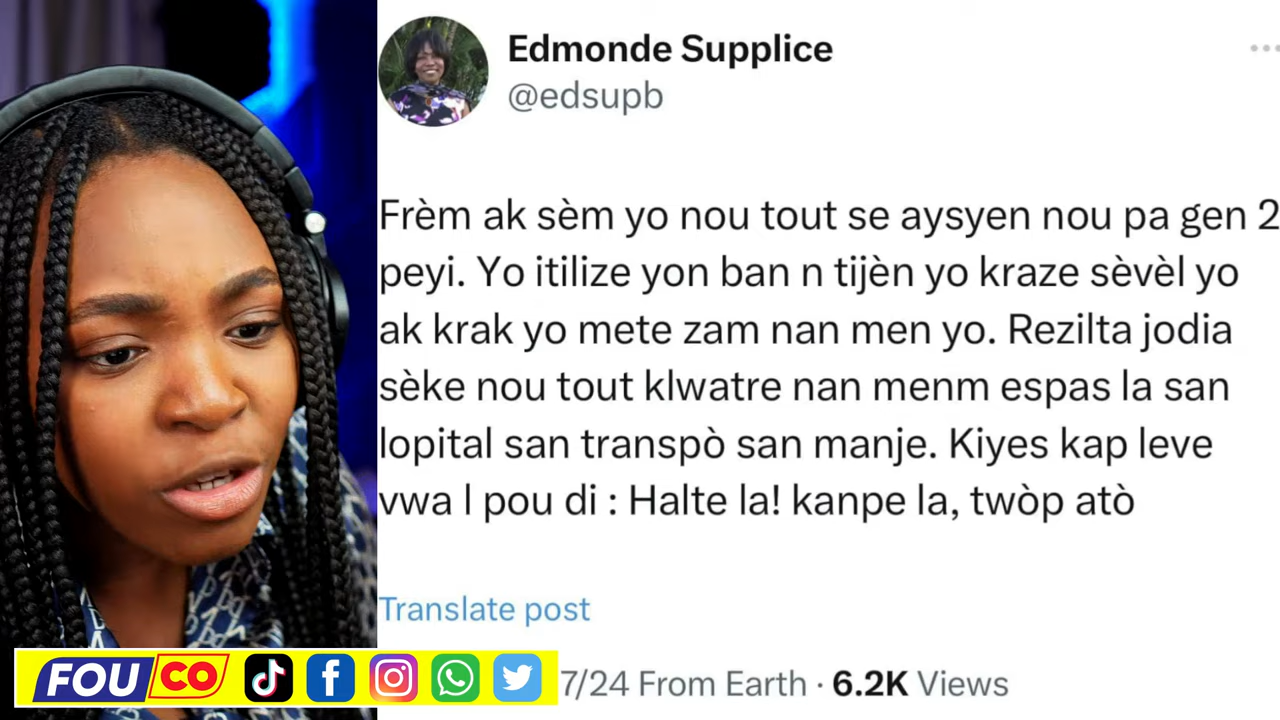 Edmonde Supplice
@edsupb
Frèm ak sèm yo nou tout se aysyen nou pa gen 2
peyi. Yo itilize yon ban n tijèn yo kraze sèvèl yo
ak krak yo mete zam nan men yo. Rezilta jodia
sèke nou tout klwatre nan menm espas la san
lopital san transpò san manje. Kiyes kap leve
vwa l pou di : Halte la! kanpe la, twòp atò
Translate post
7/24 From Earth · 6.2K Views
FOUCO